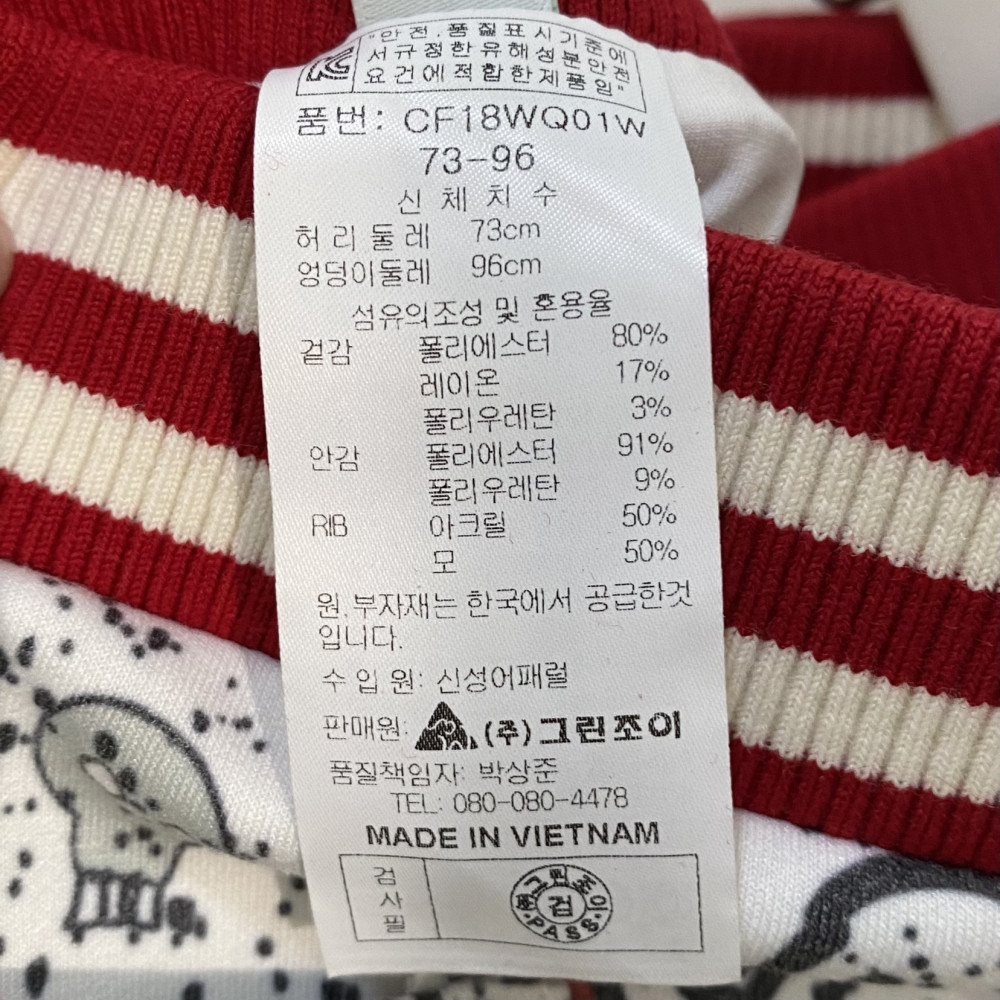 "안전.품질표시기준에
서규정한유해성분안전
요건에적합한제품임"
품번: CF18WQ01W
73-96
신체치수
허리둘레 73cm
엉덩이둘레 96cm
섬유의조성 및 혼용율
겉감 폴리에스터 80%
레이온 17%
폴리우레탄 3%
안감 폴리에스터 91%
폴리우레탄 9%
RIB 아크릴 50%
모 50%
원.부자재는 한국에서 공급한것
입니다.
수입원: 신성어패럴
판매원: (주)그린조이
품질책임자: 박상준
TEL: 080-080-4478
MADE IN VIETNAM
검사필
㈜그린조이
검
PASS